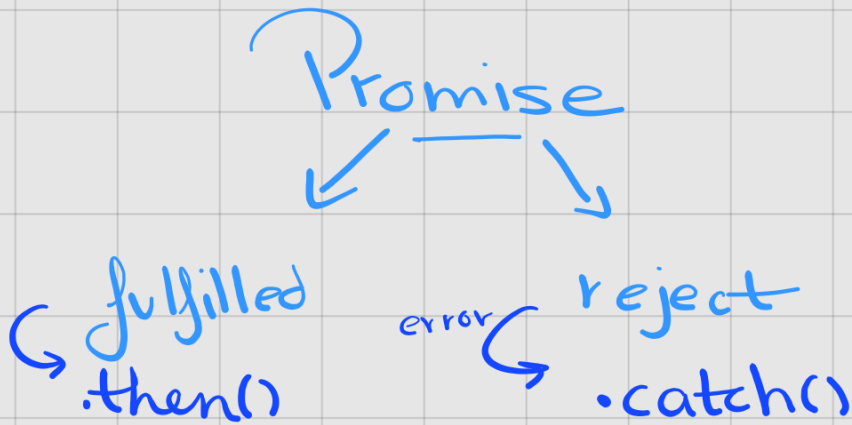 Promise
fulfilled
reject
error
.then()
.catch()